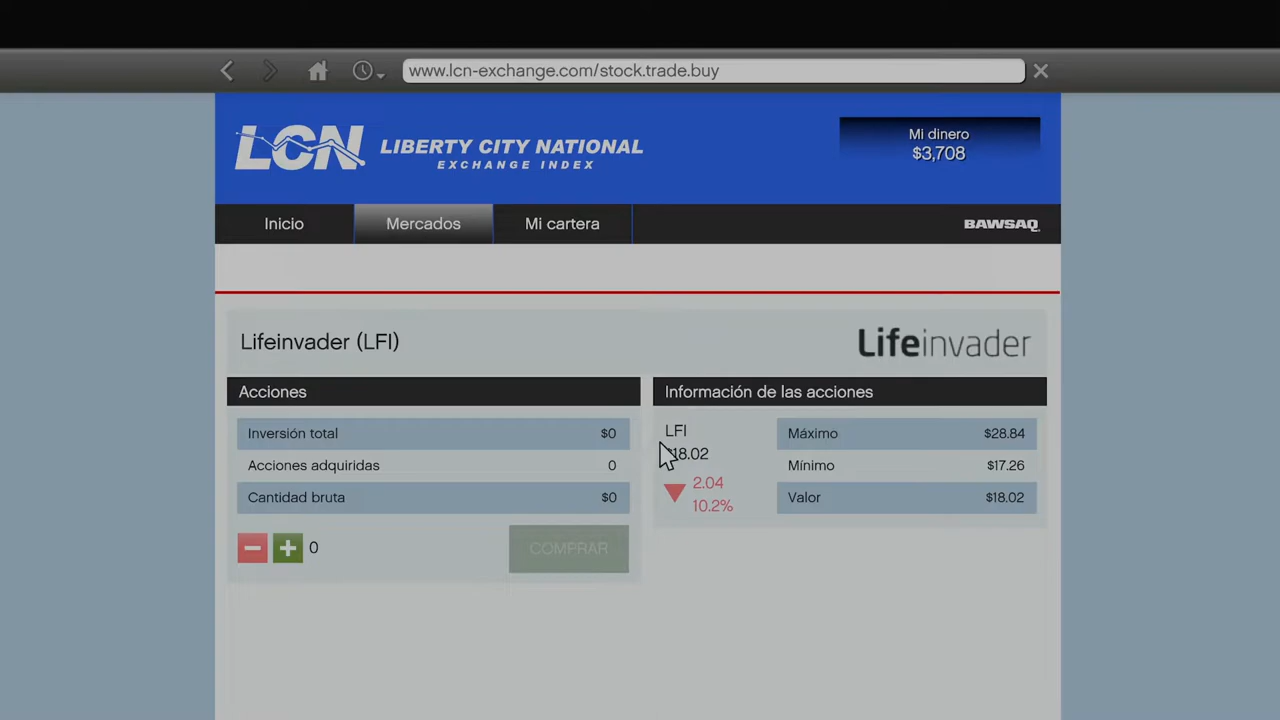 www.lcn-exchange.com/stock.trade.buy
LCN LIBERTY CITY NATIONAL
EXCHANGE INDEX
Mi dinero
$3,708
Inicio Mercados Mi cartera BAWSAQ
Lifeinvader (LFI) Lifeinvader
Acciones
Inversión total $0
Acciones adquiridas 0
Cantidad bruta $0
0 COMPRAR
Información de las acciones
LFI
$18.02
2.04
10.2%
Máximo $28.84
Mínimo $17.26
Valor $18.02